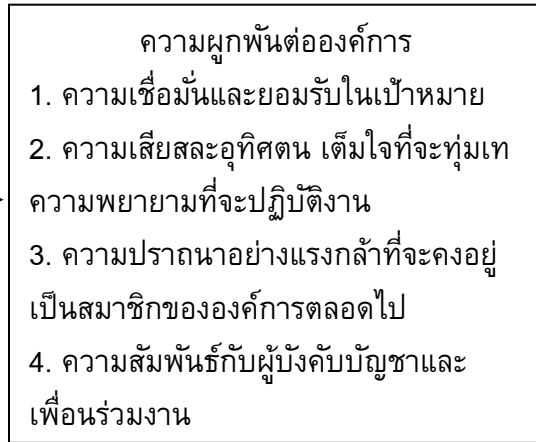 ความผูกพันต่อองค์การ
1. ความเชื่อมั่นและยอมรับในเป้าหมาย
2. ความเสียสละอุทิศตน เต็มใจที่จะทุ่มเท
ความพยายามที่จะปฏิบัติงาน
3. ความปราถนาอย่างแรงกล้าที่จะคงอยู่
เป็นสมาชิกขององค์การตลอดไป
4. ความสัมพันธ์กับผู้บังคับบัญชาและ
เพื่อนร่วมงาน